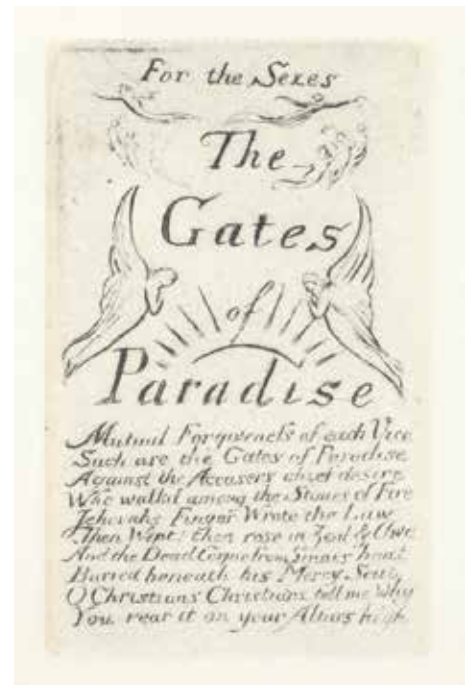 For the Sexes
The
Gates
of
Paradise
Mutual Forgiveness of each Vice
Such are the Gates of Paradise
Against the Accusers chief desire
Who walkd among the Stones of Fire
Jehovahs Finger Wrote the Law
Then Wept! then rose in Zeal & Awe
And the Dead Corpse from Sinais heat
Buried beneath his Mercy Seat
O Christians Christians tell me Why
You rear it on your Altars high